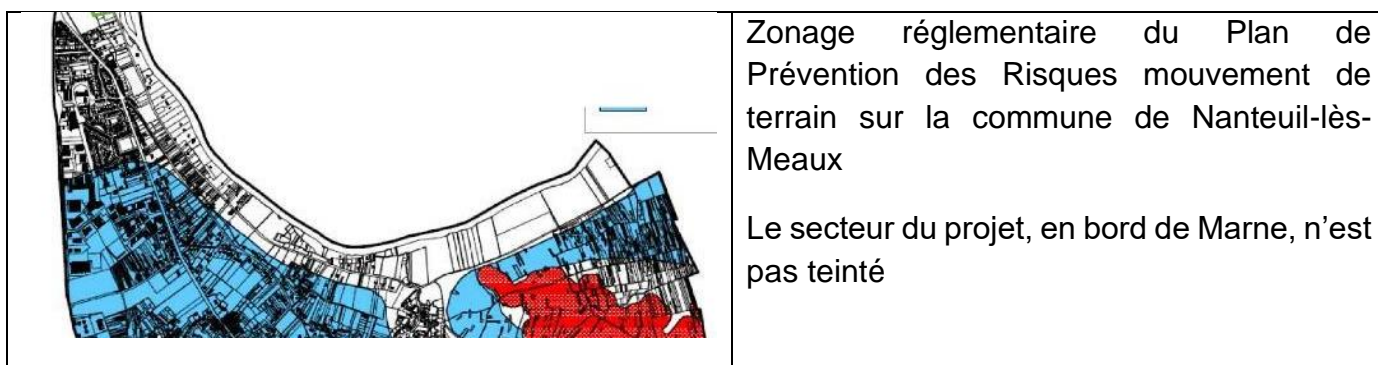 Zonage réglementaire du Plan de
Prévention des Risques mouvement de
terrain sur la commune de Nanteuil-lès-
Meaux
Le secteur du projet, en bord de Marne, n’est
pas teinté